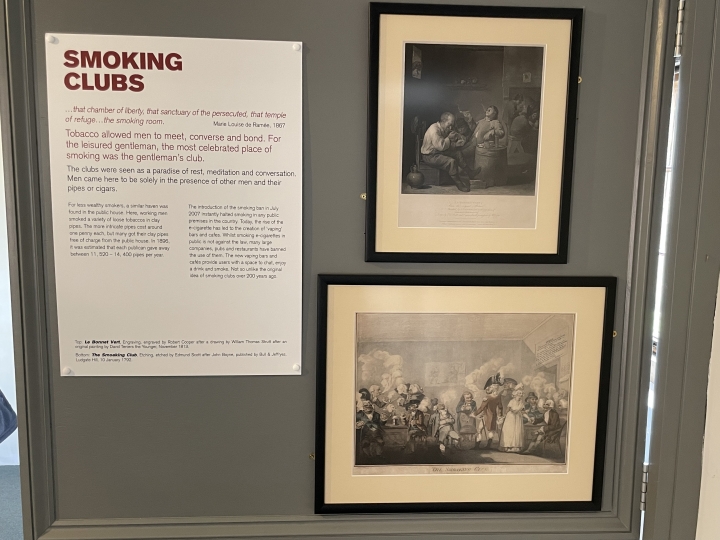 SMOKING
CLUBS
...that chamber of liberty, that sanctuary of the persecuted, that temple
of refuge...the smoking room.
Marie Louise de Ramée, 1867
Tobacco allowed men to meet, converse and bond. For
the leisured gentleman, the most celebrated place of
smoking was the gentleman's club.
The clubs were seen as a paradise of rest, meditation and conversation.
Men came here to be solely in the presence of other men and their
pipes or cigars.
For less wealthy smokers, a similar haven was
found in the public house. Here, working men
smoked a variety of loose tobacco in clay
pipes. The more intricate pipes cost around
one penny each, but many got their clay pipes
free of charge from the public house. In 1896,
it was estimated that each publican gave away
between 11, 520 – 14, 400 pipes per year.
The introduction of the smoking ban in July
2007 instantly halted smoking in any public
premises in the country. Today, the rise of the
e-cigarette has led to the creation of 'vaping'
bars and cafes. Whilst smoking e-cigarettes in
public is not against the law, many large
companies, pubs and restaurants have banned
the use of them. The new vaping bars and
cafés provide users with a space to chat, enjoy
a drink and smoke. Not so unlike the original
idea of smoking clubs over 200 years ago.
Top: Le Bonnet Vert, Engraving, engraved by Robert Cooper after a drawing by William Thomas Strutt after an
original painting by David Teniers the Younger, November 1813.
Bottom: The Smoaking Club, Etching, etched by Edmund Scott after John Boyne, published by Bull & Jeffryes,
Ludgate Hill, 10 January 1792.